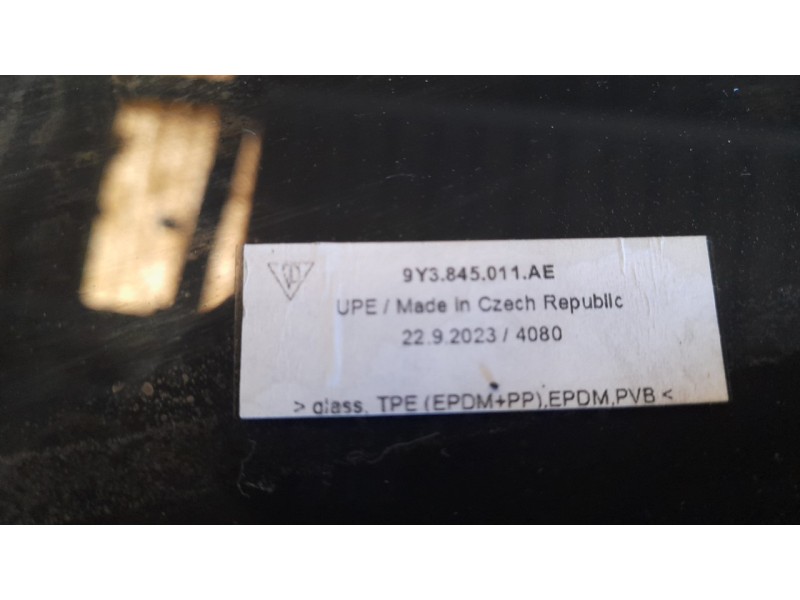 9Y3.845.011.AE
UPE / Made in Czech Republic
22.9.2023 / 4080
> glass, TPE (EPDM+PP),EPDM,PVB <